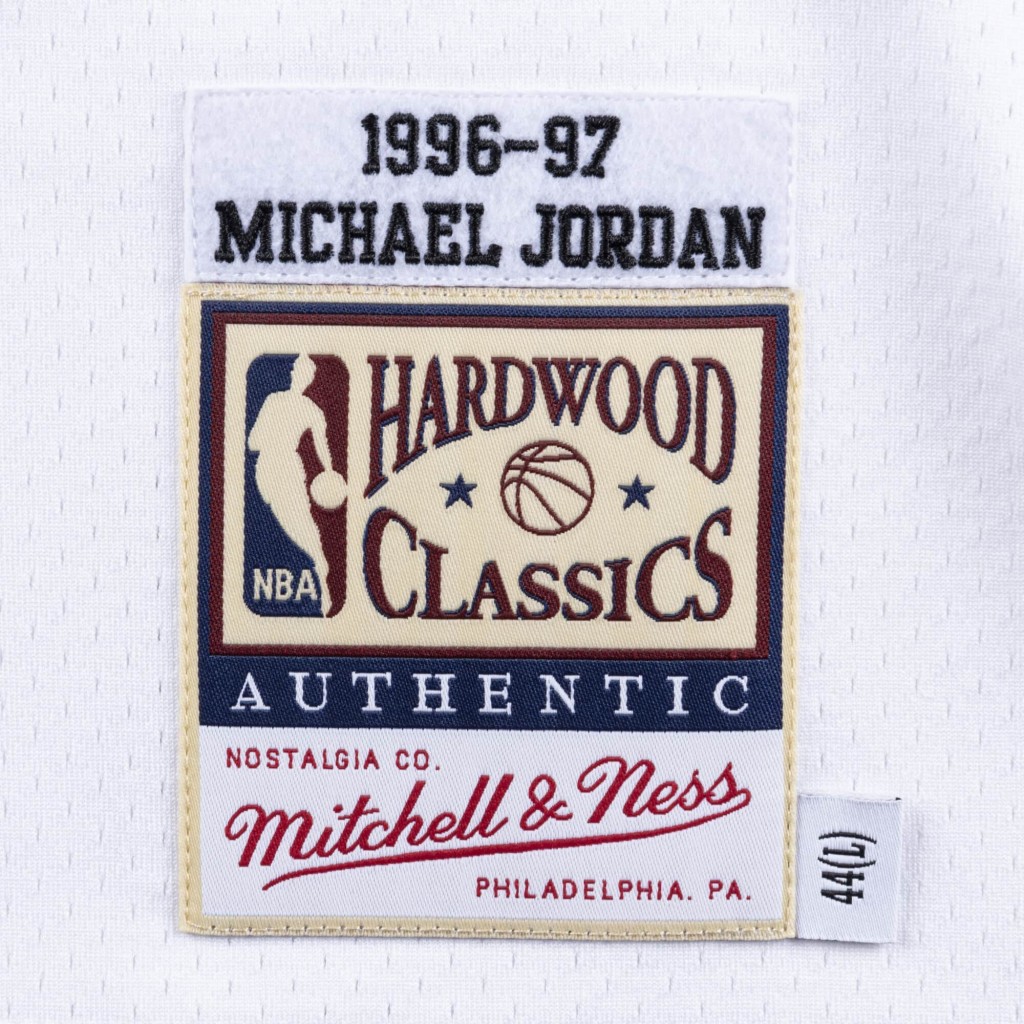 1996-97
MICHAEL JORDAN
HARDWOOD
CLASSICS
NBA
AUTHENTIC
NOSTALGIA CO.
Mitchell & Ness
PHILADELPHIA. PA.
44(L)